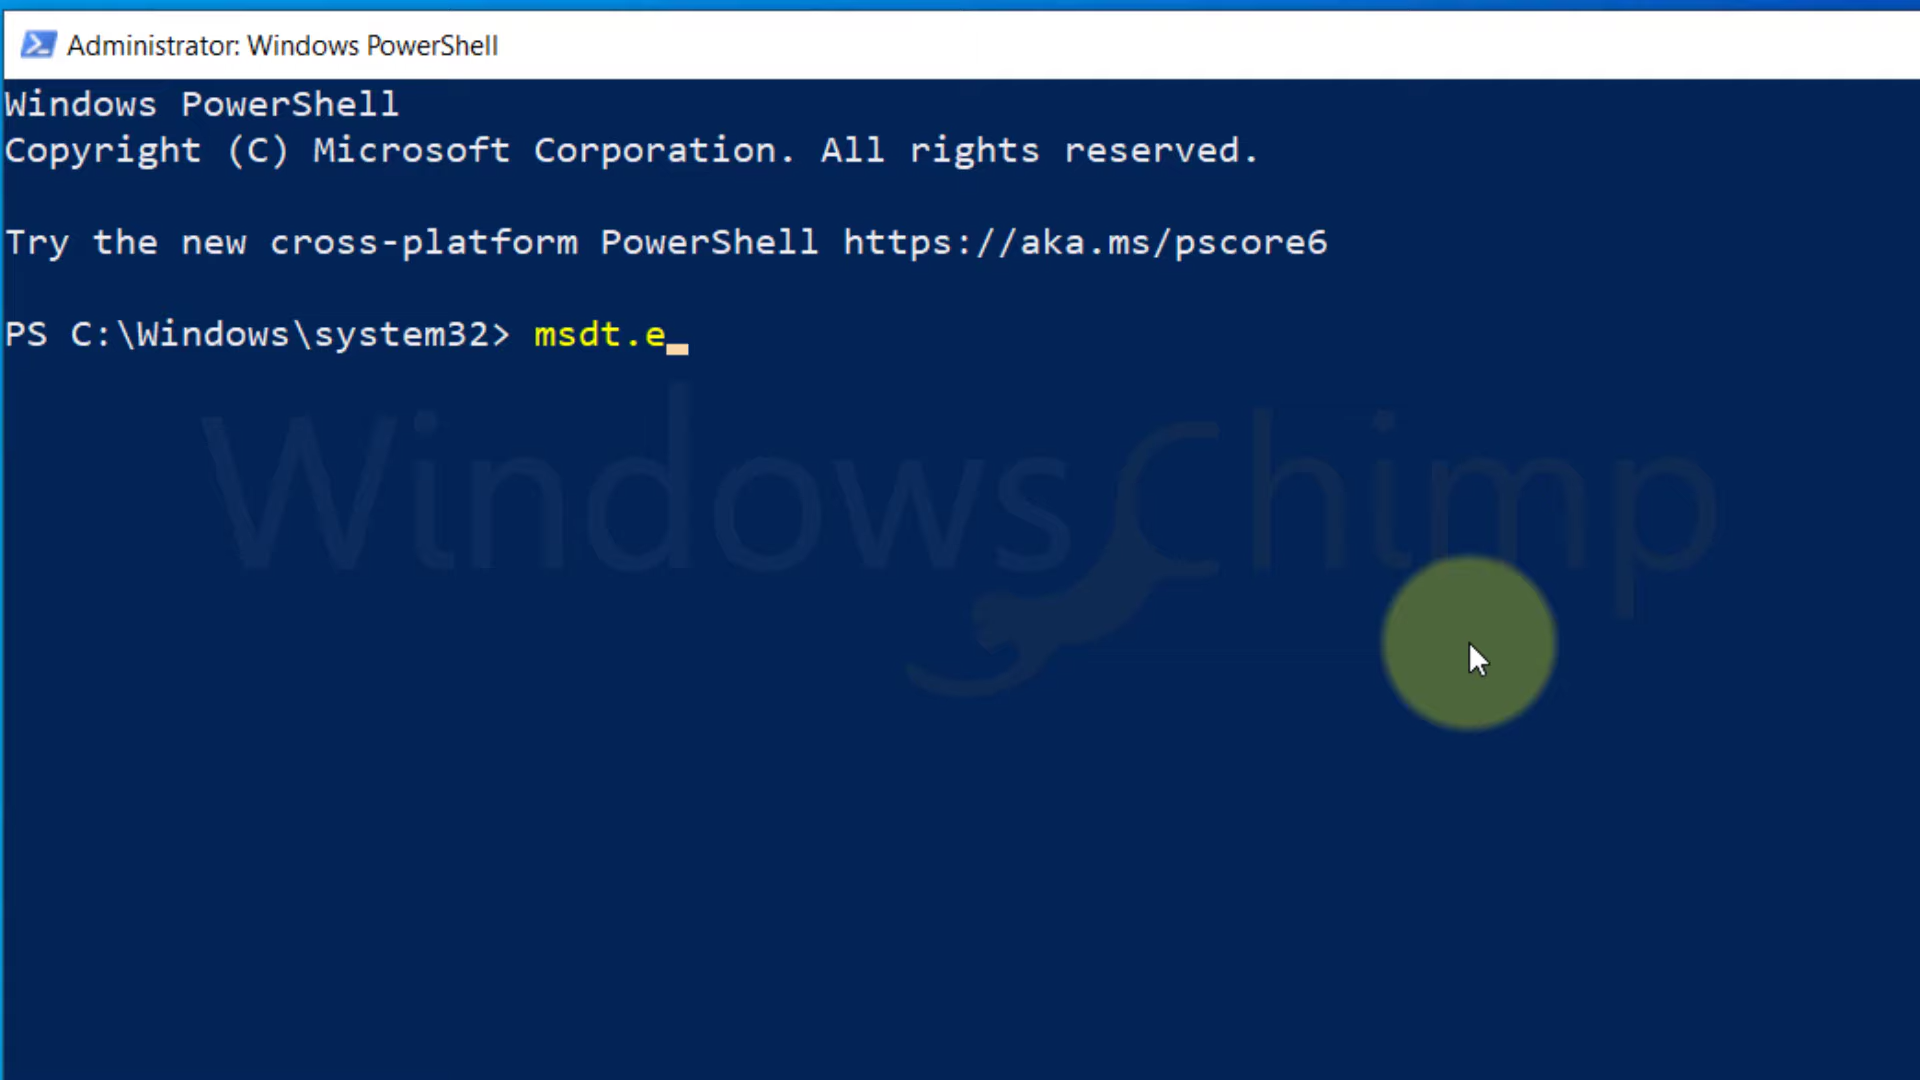 Administrator: Windows PowerShell
Windows PowerShell
Copyright (C) Microsoft Corporation. All rights reserved.
Try the new cross-platform PowerShell https://aka.ms/pscore6
PS C:\Windows\system32> msdt.e
WindowsChimp